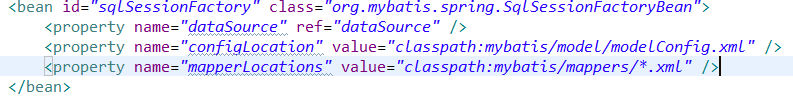 <bean id="sqlSessionFactory" class="org.mybatis.spring.SqlSessionFactoryBean">
<property name="dataSource" ref="dataSource" />
<property name="configLocation" value="classpath:mybatis/model/modelConfig.xml" />
<property name="mapperLocations" value="classpath:mybatis/mappers/*.xml" />
</bean>